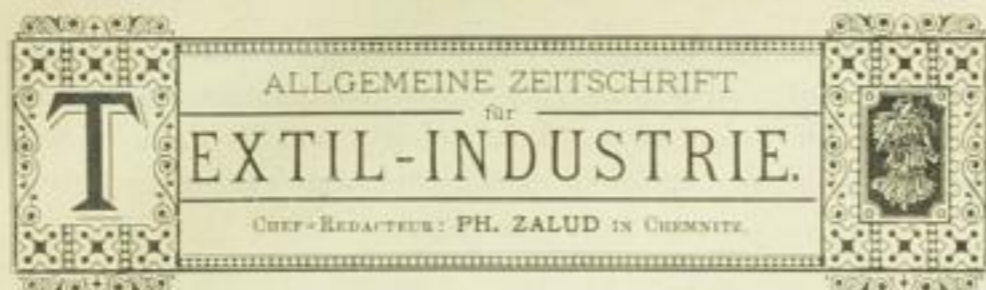 ALLGEMEINE ZEITSCHRIFT
für
TEXTIL-INDUSTRIE.
CHEF-REDACTEUR: PH. ZALUD IN CHEMNITZ.